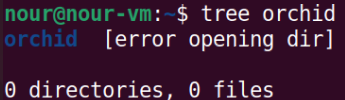 nour@nour-vm:~$ tree orchid
orchid  [error opening dir]

0 directories, 0 files